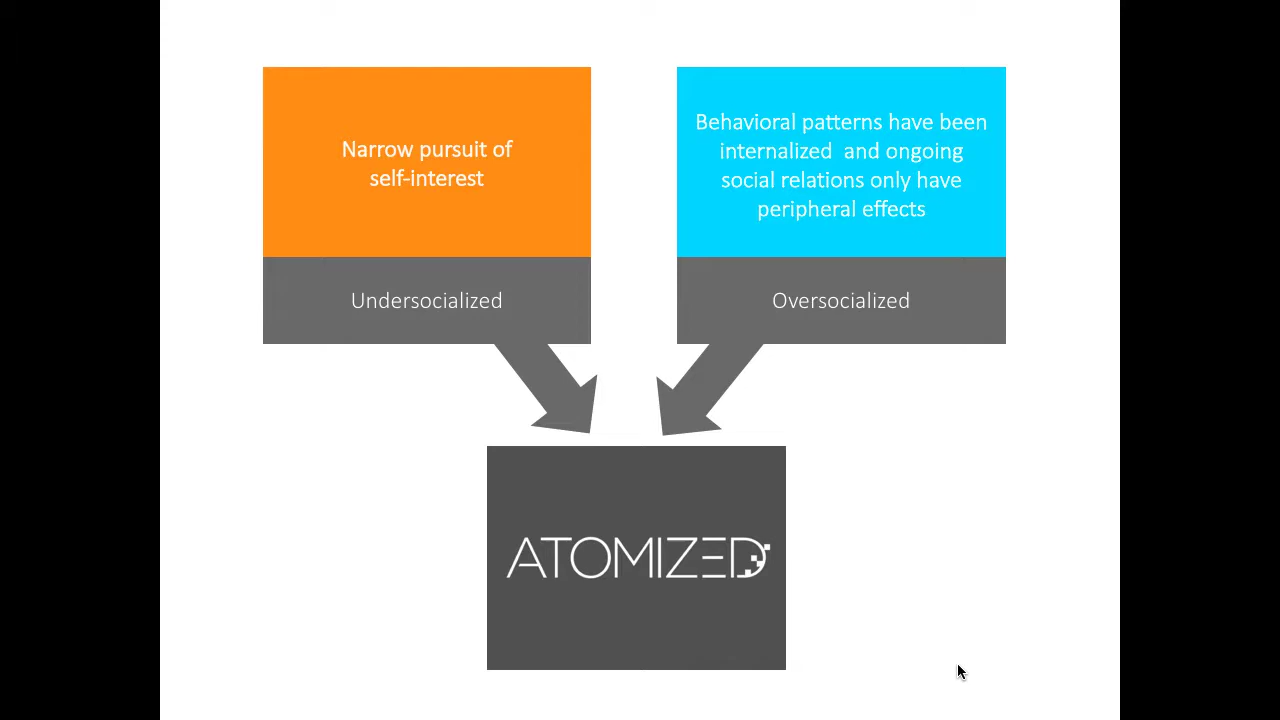 Narrow pursuit of
self-interest
Undersocialized
Behavioral patterns have been
internalized  and ongoing
social relations only have
peripheral effects
Oversocialized
ATOMIZED